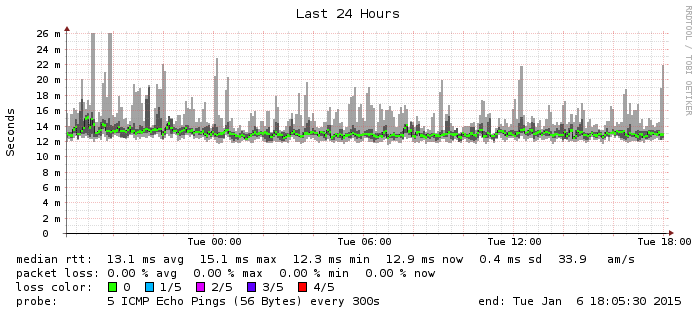 Last 24 Hours
RRDTOOL / TOBI OETIKER
Seconds
26 m
24 m
22 m
20 m
18 m
16 m
14 m
12 m
10 m
8 m
6 m
4 m
2 m
0
Tue 00:00 Tue 06:00 Tue 12:00 Tue 18:00
median rtt: 13.1 ms avg 15.1 ms max 12.3 ms min 12.9 ms now 0.4 ms sd 33.9 am/s
packet loss: 0.00 % avg 0.00 % max 0.00 % min 0.00 % now
loss color: 0 1/5 2/5 3/5 4/5
probe: 5 ICMP Echo Pings (56 Bytes) every 300s end: Tue Jan 6 18:05:30 2015